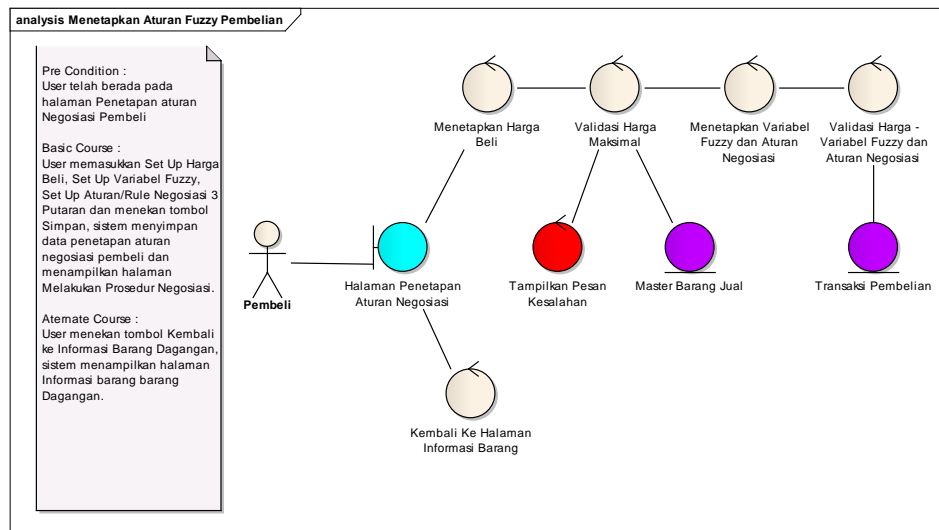 analysis Menetapkan Aturan Fuzzy Pembelian
Pre Condition :
User telah berada pada
halaman Penetapan aturan
Negosiasi Pembeli
Basic Course :
User memasukkan Set Up Harga
Beli, Set Up Variabel Fuzzy,
Set Up Aturan/Rule Negosiasi 3
Putaran dan menekan tombol
Simpan, sistem menyimpan
data penetapan aturan
negosiasi pembeli dan
menampilkan halaman
Melakukan Prosedur Negosiasi.
Aternate Course :
User menekan tombol Kembali
ke Informasi Barang Dagangan,
sistem menampilkan halaman
Informasi barang barang
Dagangan.
Menetapkan Harga
Beli
Validasi Harga
Maksimal
Menetapkan Variabel
Fuzzy dan Aturan
Negosiasi
Validasi Harga -
Variabel Fuzzy dan
Aturan Negosiasi
Pembeli
Halaman Penetapan
Aturan Negosiasi
Tampilkan Pesan
Kesalahan
Master Barang Jual
Transaksi Pembelian
Kembali Ke Halaman
Informasi Barang